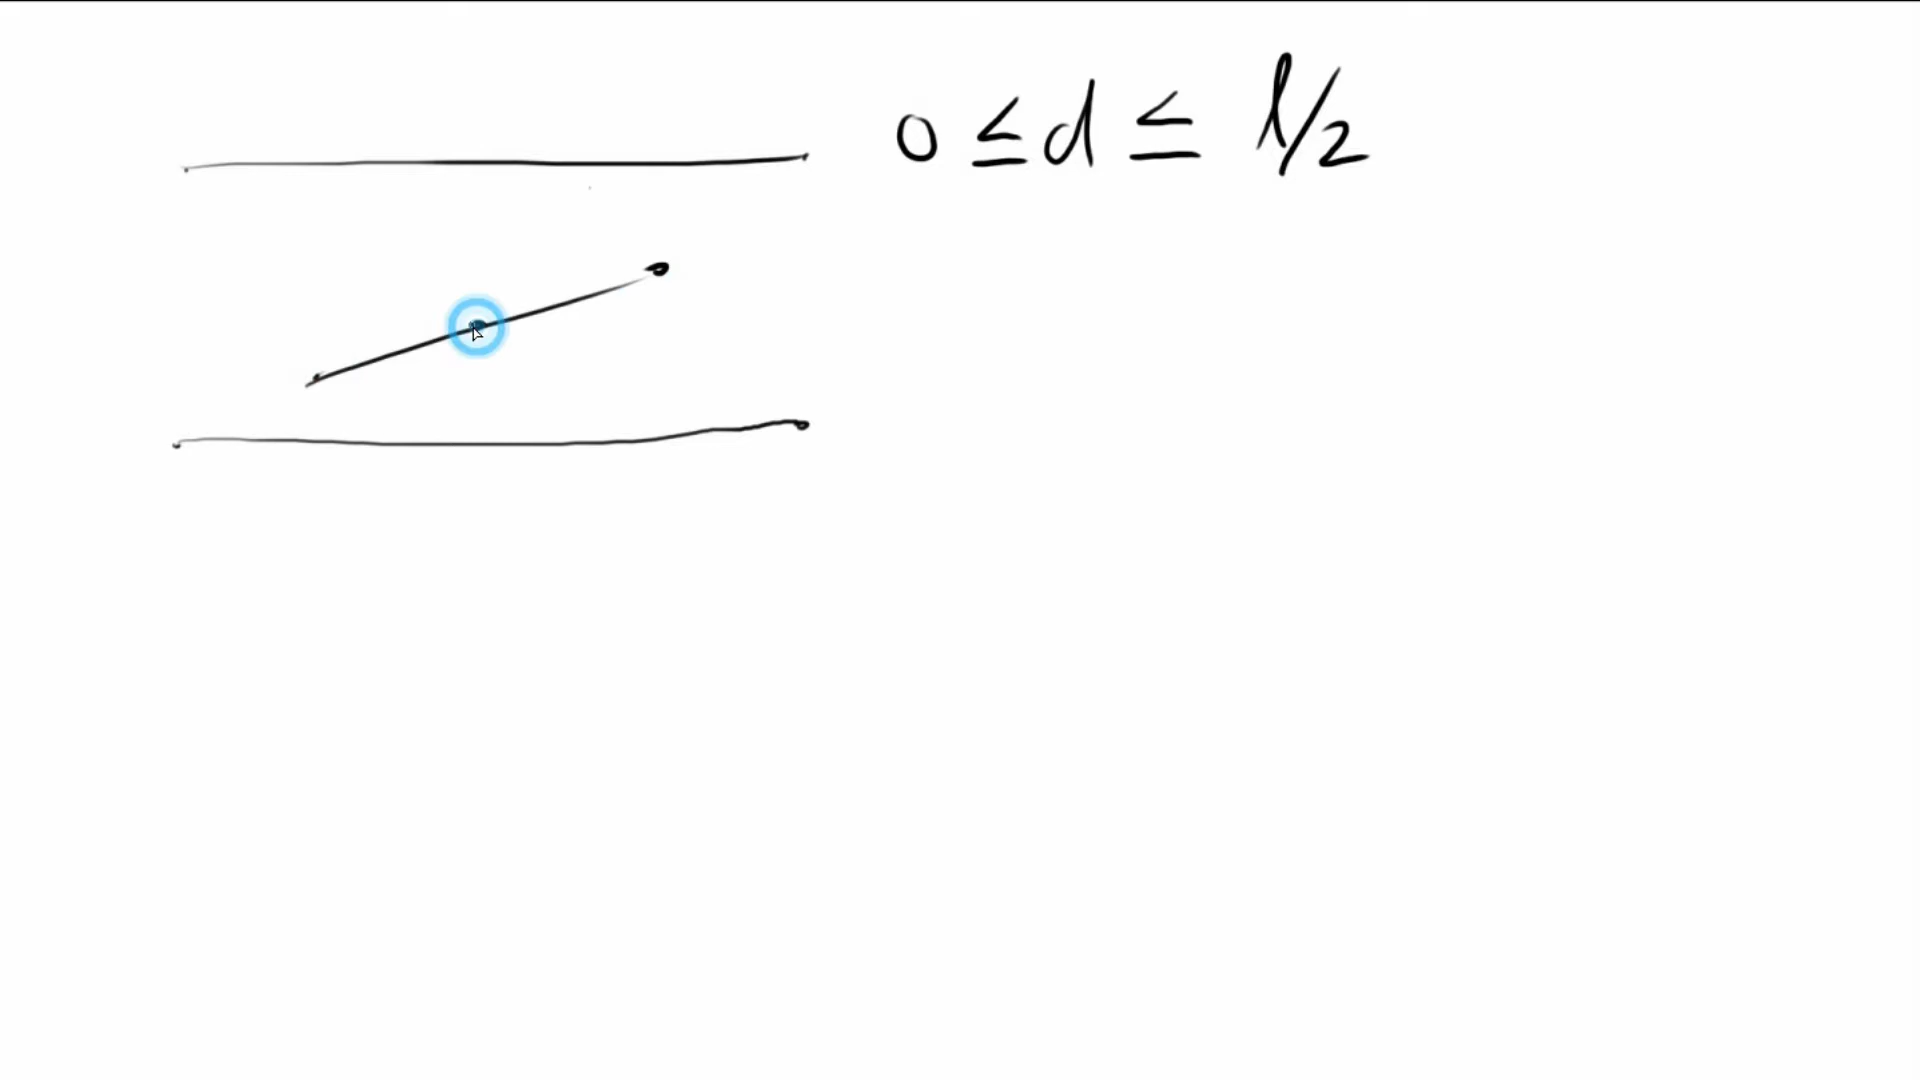 0 ≤ d ≤ l/2